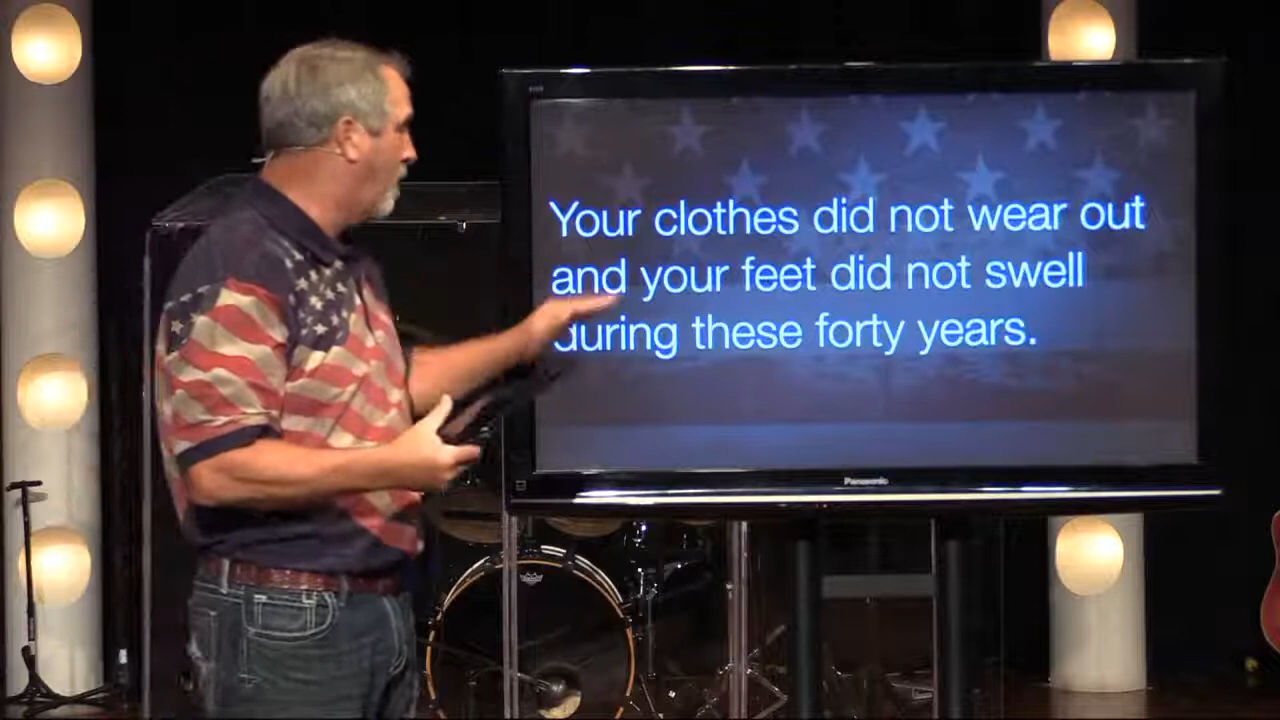 Your clothes did not wear out
and your feet did not swell
during these forty years.
Panasonic